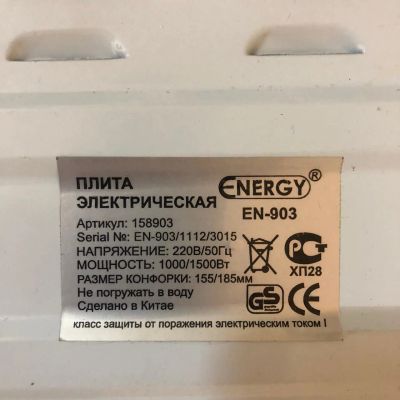 ПЛИТА
ЭЛЕКТРИЧЕСКАЯ
ENERGY®
EN-903
Артикул: 158903
Serial №: EN-903/1112/3015
НАПРЯЖЕНИЕ: 220В/50Гц
МОЩНОСТЬ: 1000/1500Вт
РАЗМЕР КОНФОРКИ: 155/185мм
Не погружать в воду
Сделано в Китае
РСТ
ХП28
GS
CE
класс защиты от поражения электрическим током I